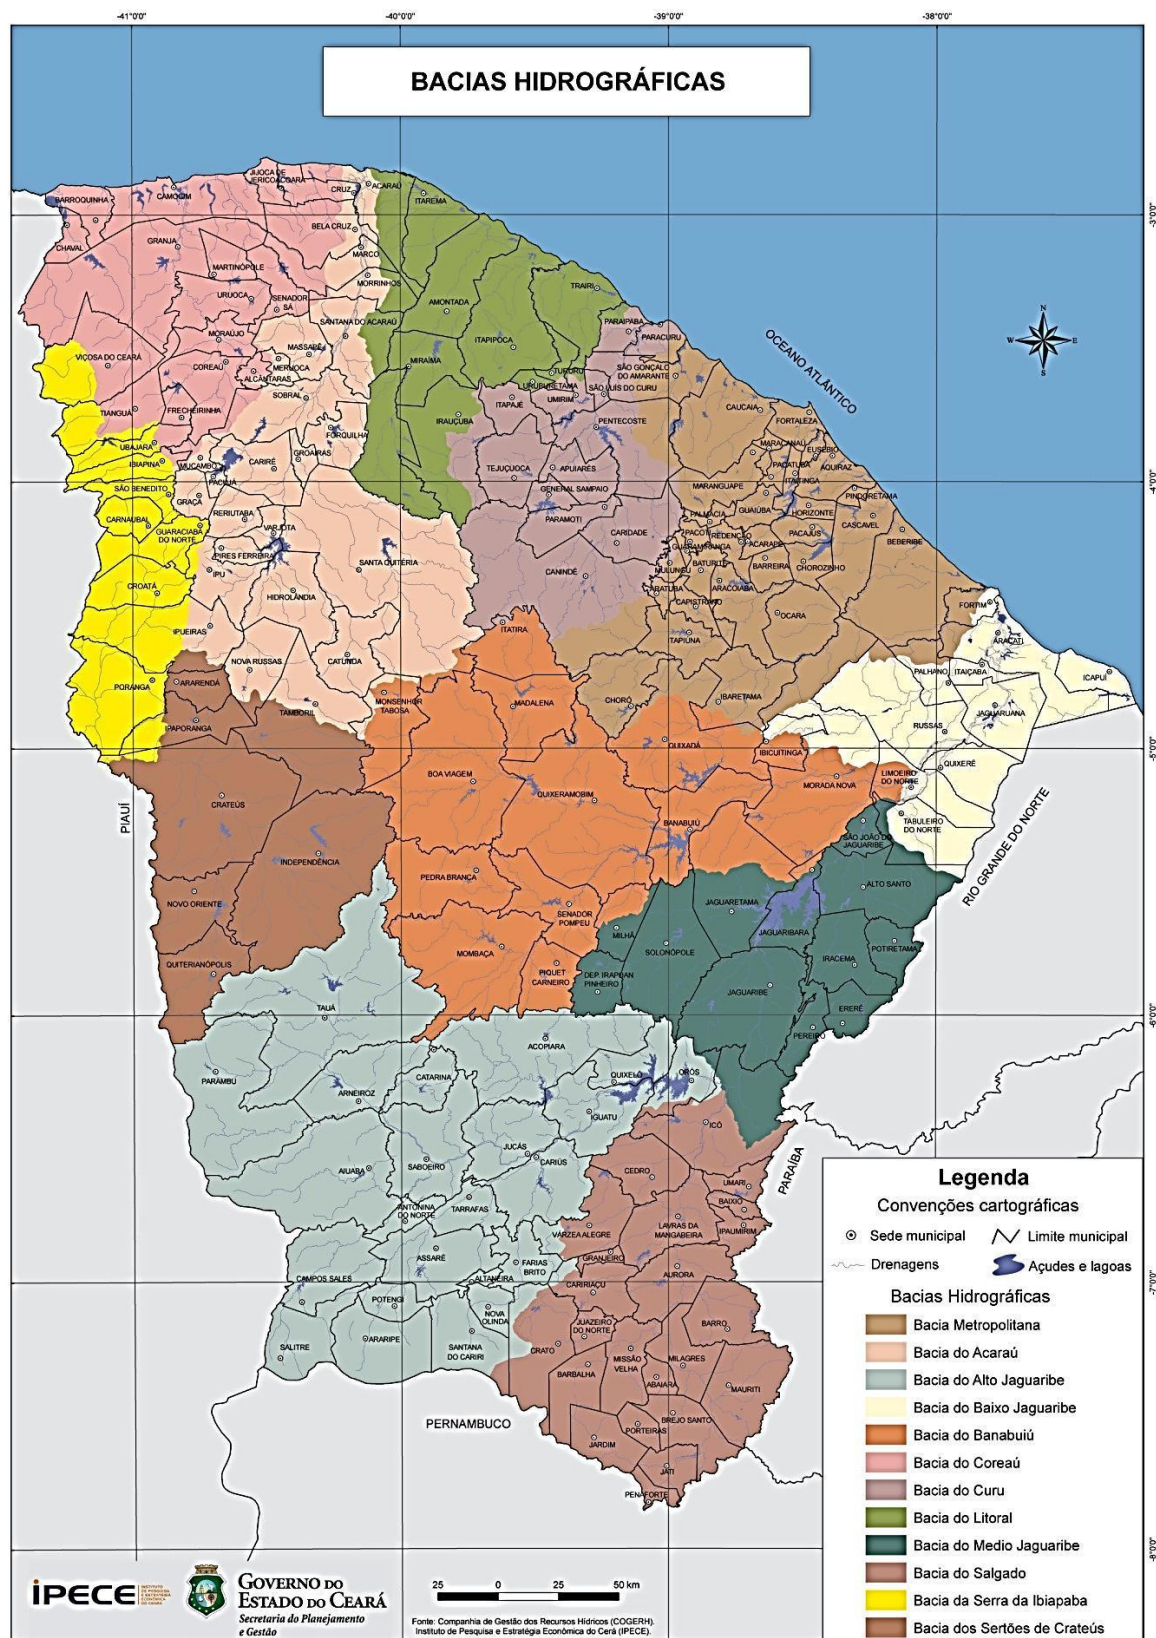 -41°0'0"
-40°0'0"
-39°0'0"
-38°0'0"
BACIAS HIDROGRÁFICAS
-3°0'0"
-4°0'0"
-5°0'0"
-6°0'0"
-7°0'0"
-8°0'0"
OCEANO ATLÂNTICO
N
W
E
S
PIAUÍ
RIO GRANDE DO NORTE
PARAÍBA
PERNAMBUCO
JIJOCA DE
JERICOACOARA
CRUZ
ACARAÚ
BARROQUINHA
CAMOCIM
ITAREMA
CHAVAL
GRANJA
BELA CRUZ
MARCO
MARTINÓPOLE
MORRINHOS
TRAIRI
URUOCA
SENADOR
SÁ
AMONTADA
SANTANA DO ACARAÚ
PARAIPABA
PARACURU
MORAÚJO
MASSAPÊ
ITAPIPOCA
VIÇOSA DO CEARÁ
COREAÚ
MERUOCA
ALCÂNTARAS
MIRAÍMA
TURURU
SÃO GONÇALO
DO AMARANTE
URUBURETAMA
UMIRIM
SÃO LUÍS DO CURU
SOBRAL
ITAPAJÉ
TIANGUÁ
FRECHEIRINHA
IRAUÇUBA
PENTECOSTE
CAUCAIA
FORTALEZA
UBAJARA
FORQUILHA
MARACANAÚ
EUSÉBIO
IBIAPINA
MUCAMBO
CARIRÉ
GROAÍRAS
TEJUÇUOCA
APUIARÉS
PACATUBA
AQUIRAZ
PACUJÁ
MARANGUAPE
ITAITINGA
SÃO BENEDITO
GRAÇA
GENERAL SAMPAIO
PINDORETAMA
RERIUTABA
PARAMOTI
PALMÁCIA
GUAIÚBA
HORIZONTE
CASCAVEL
CARNAUBAL
GUARACIABA
DO NORTE
VARJOTA
CARIDADE
PACOTI
REDENÇÃO
PACAJUS
BEBERIBE
PIRES FERREIRA
GUARAMIRANGA
ACARAPE
IPU
SANTA QUITÉRIA
CANINDÉ
MULUNGU
BATURITÉ
BARREIRA
CHOROZINHO
CROATÁ
HIDROLÂNDIA
ARATUBA
ARACOIABA
CAPISTRANO
OCARA
FORTIM
IPUEIRAS
ITATIRA
TAPIUNA
ARACATI
NOVA RUSSAS
CATUNDA
PALHANO
ITAIÇABA
PORANGA
ARARENDÁ
MONSENHOR
TABOSA
MADALENA
CHORÓ
IBARETAMA
ICAPUÍ
TAMBORIL
JAGUARUANA
IPAPORANGA
RUSSAS
QUIXADÁ
IBICUITINGA
QUIXERÉ
BOA VIAGEM
LIMOEIRO
DO NORTE
CRATEÚS
QUIXERAMOBIM
MORADA NOVA
BANABUIÚ
TABULEIRO
DO NORTE
SÃO JOÃO DO
JAGUARIBE
INDEPENDÊNCIA
PEDRA BRANCA
ALTO SANTO
NOVO ORIENTE
JAGUARETAMA
SENADOR
POMPEU
MILHÃ
JAGUARIBARA
POTIRETAMA
MOMBAÇA
SOLONÓPOLE
IRACEMA
QUITERIANÓPOLIS
PIQUET
CARNEIRO
DEP. IRAPUAN
PINHEIRO
JAGUARIBE
ERERÉ
TAUÁ
PEREIRO
ACOPIARA
PARAMBU
CATARINA
QUIXELÔ
ORÓS
ARNEIROZ
IGUATU
ICÓ
JUCÁS
AIUABA
SABOEIRO
CARIÚS
CEDRO
UMARI
ANTONINA
DO NORTE
TARRAFAS
BAIXIO
VÁRZEA ALEGRE
LAVRAS DA
MANGABEIRA
IPAUMIRIM
ASSARÉ
FARIAS
BRITO
GRANJEIRO
CAMPOS SALES
ALTANEIRA
CARIRIAÇU
AURORA
POTENGI
NOVA
OLINDA
JUAZEIRO
DO NORTE
BARRO
SALITRE
ARARIPE
SANTANA
DO CARIRI
CRATO
MISSÃO
VELHA
MILAGRES
BARBALHA
ABAIARA
MAURITI
BREJO SANTO
PORTEIRAS
JARDIM
JATI
PENAFORTE
Legenda
Convenções cartográficas
Sede municipal
Limite municipal
Drenagens
Açudes e lagoas
Bacias Hidrográficas
Bacia Metropolitana
Bacia do Acaraú
Bacia do Alto Jaguaribe
Bacia do Baixo Jaguaribe
Bacia do Banabuiú
Bacia do Coreaú
Bacia do Curu
Bacia do Litoral
Bacia do Medio Jaguaribe
Bacia do Salgado
Bacia da Serra da Ibiapaba
Bacia dos Sertões de Crateús
IPECE
INSTITUTO
DE PESQUISA
E ESTRATÉGIA
ECONÔMICA
DO CEARÁ
GOVERNO DO
ESTADO DO CEARÁ
Secretaria do Planejamento
e Gestão
25 0 25 50 km
Fonte: Companhia de Gestão dos Recursos Hídricos (COGERH).
Instituto de Pesquisa e Estratégia Econômica do Cerá (IPECE).